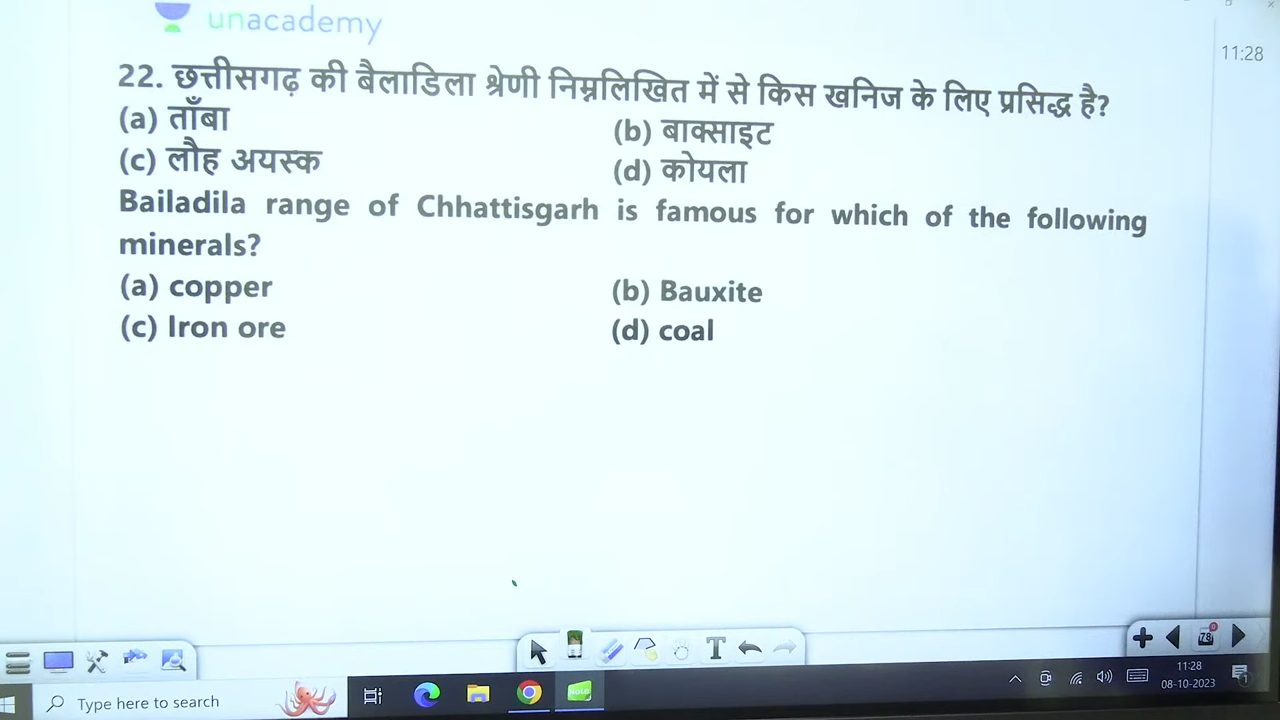 unacademy
11:28
22. छत्तीसगढ़ की बैलाडिला श्रेणी निम्नलिखित में से किस खनिज के लिए प्रसिद्ध है?
(a) ताँबा (b) बाक्साइट
(c) लौह अयस्क (d) कोयला
Bailadila range of Chhattisgarh is famous for which of the following
minerals?
(a) copper (b) Bauxite
(c) Iron ore (d) coal
T
78
Type here to search
Note
11:28
08-10-2023